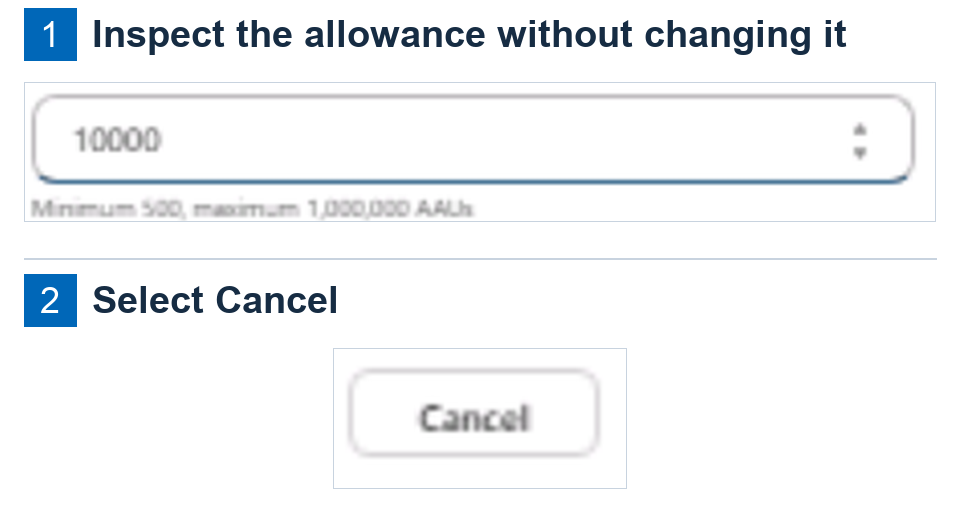 1 Inspect the allowance without changing it
10000
Minimum 500, maximum 1,000,000 AAUs
2 Select Cancel
Cancel